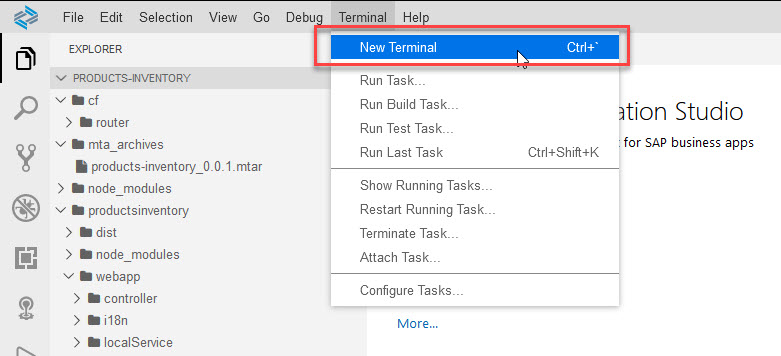 File Edit Selection View Go Debug Terminal Help
EXPLORER
PRODUCTS-INVENTORY
cf
router
mta_archives
products-inventory_0.0.1.mtar
node_modules
productsinventory
dist
node_modules
webapp
controller
i18n
localService
New Terminal Ctrl+`
Run Task...
Run Build Task...
Run Test Task...
Run Last Task Ctrl+Shift+K
Show Running Tasks...
Restart Running Task...
Terminate Task...
Attach Task...
Configure Tasks...
ation Studio
for SAP business apps
More...